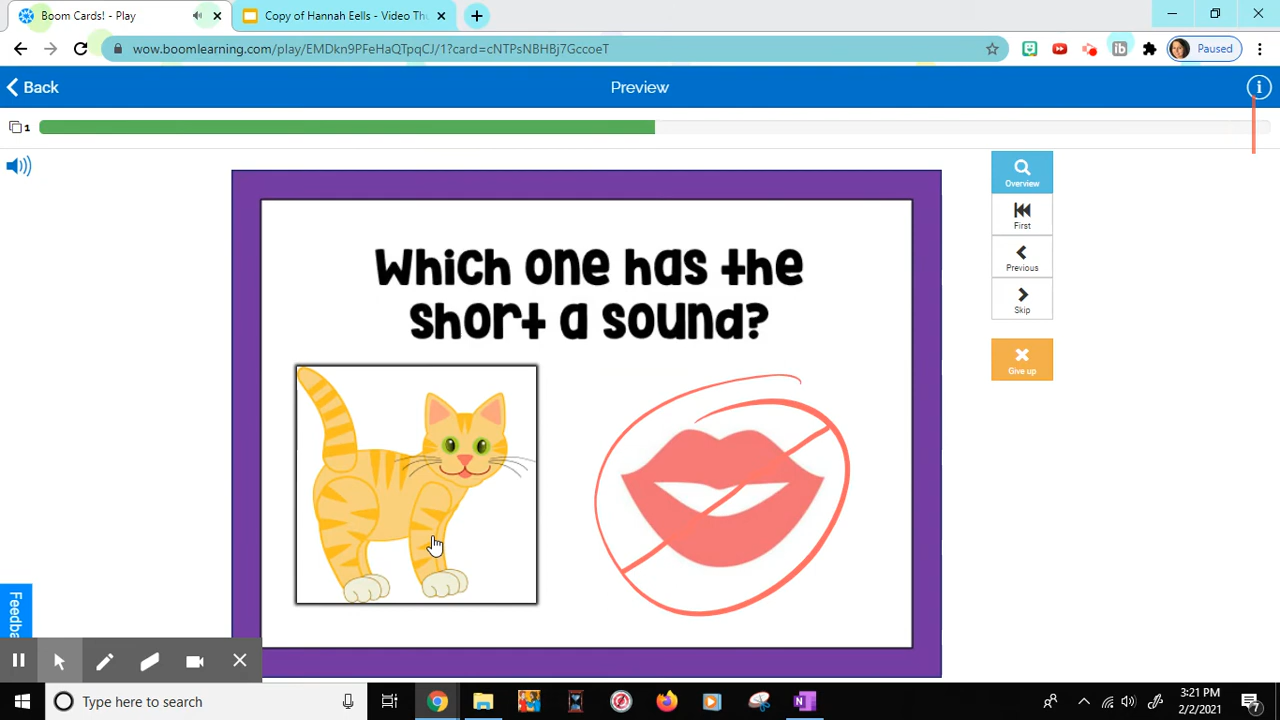 Boom Cards! - Play
Copy of Hannah Eells - Video Th
wow.boomlearning.com/play/EMDkn9PFeHaQTpqCJ/1?card=cNTPsNBHBj7GccoeT
ib
Paused
Back
Preview
i
1
Overview
First
Previous
Skip
Give up
Which one has the
short a sound?
Feedba
Type here to search
3:21 PM
2/2/2021
7